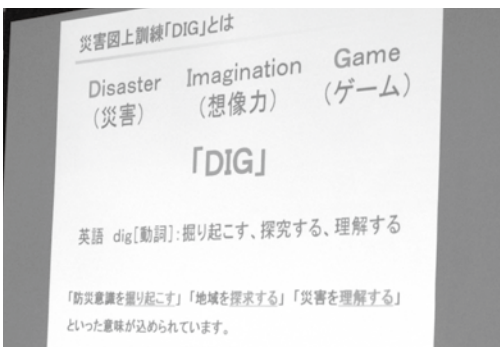 災害図上訓練「DIG」とは
Disaster Imagination Game
(災害) (想像力) (ゲーム)
「DIG」
英語 dig[動詞]:掘り起こす、探究する、理解する
「防災意識を掘り起こす」「地域を探求する」「災害を理解する」
といった意味が込められています。